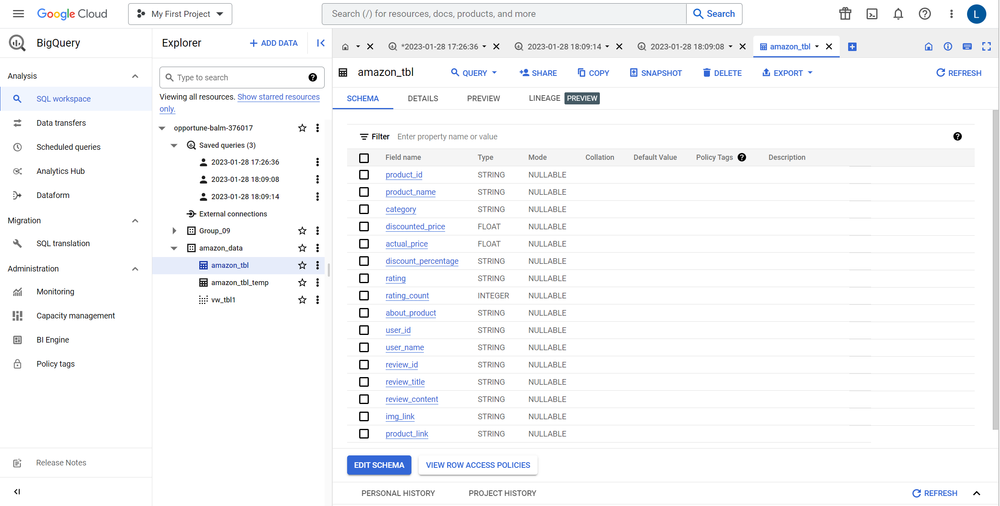 Google Cloud
My First Project
Search (/) for resources, docs, products, and more
Search
L
BigQuery
Analysis
SQL workspace
Data transfers
Scheduled queries
Analytics Hub
Dataform
Migration
SQL translation
Administration
Monitoring
Capacity management
BI Engine
Policy tags
Release Notes
Explorer
+ ADD DATA
Type to search
Viewing all resources. Show starred resources
only.
opportune-balm-376017
Saved queries (3)
2023-01-28 17:26:36
2023-01-28 18:09:08
2023-01-28 18:09:14
External connections
Group_09
amazon_data
amazon_tbl
amazon_tbl_temp
vw_tbl1
*2023-01-28 17:26:36
2023-01-28 18:09:14
2023-01-28 18:09:08
amazon_tbl
amazon_tbl
QUERY
SHARE
COPY
SNAPSHOT
DELETE
EXPORT
REFRESH
SCHEMA
DETAILS
PREVIEW
LINEAGE PREVIEW
Filter Enter property name or value
Field name Type Mode Collation Default Value Policy Tags Description
product_id STRING NULLABLE
product_name STRING NULLABLE
category STRING NULLABLE
discounted_price FLOAT NULLABLE
actual_price FLOAT NULLABLE
discount_percentage STRING NULLABLE
rating STRING NULLABLE
rating_count INTEGER NULLABLE
about_product STRING NULLABLE
user_id STRING NULLABLE
user_name STRING NULLABLE
review_id STRING NULLABLE
review_title STRING NULLABLE
review_content STRING NULLABLE
img_link STRING NULLABLE
product_link STRING NULLABLE
EDIT SCHEMA
VIEW ROW ACCESS POLICIES
PERSONAL HISTORY
PROJECT HISTORY
REFRESH